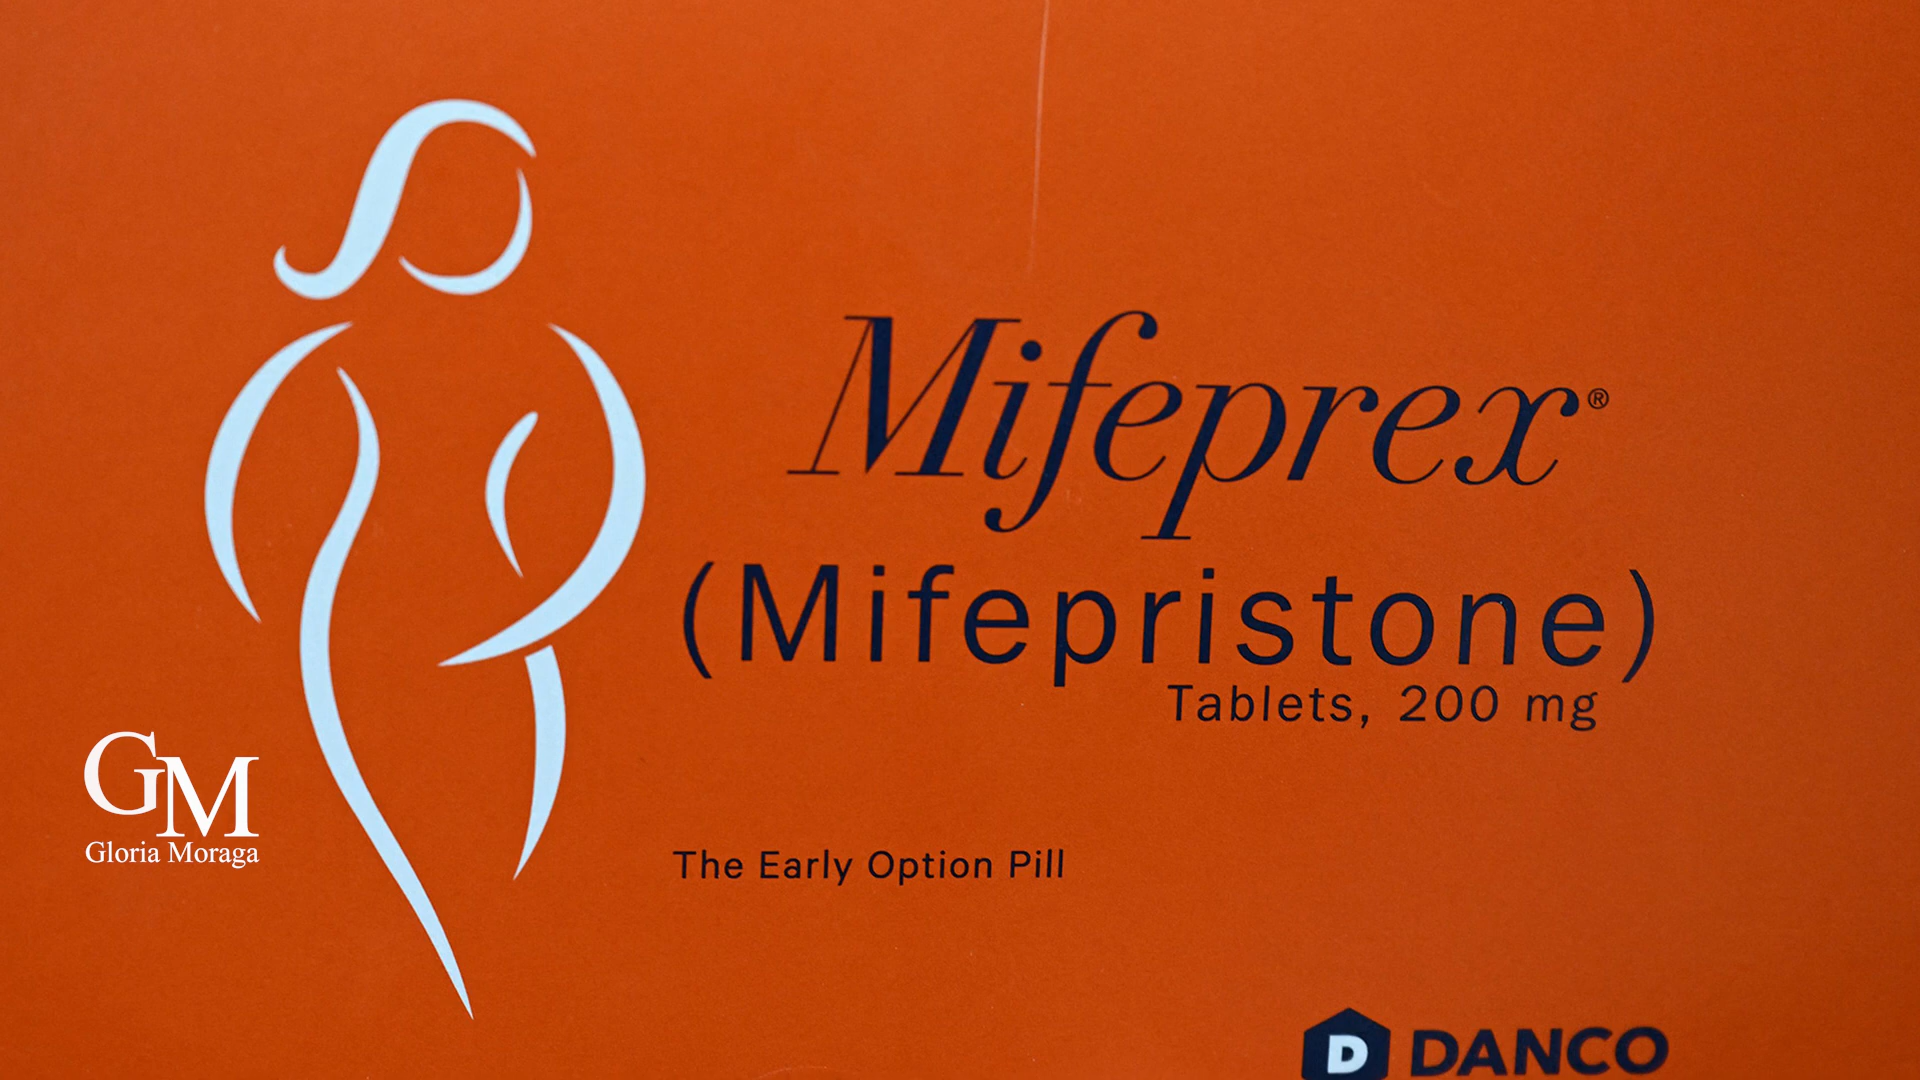 Mifeprex®
(Mifepristone)
Tablets, 200 mg
GM
Gloria Moraga
The Early Option Pill
D DANCO